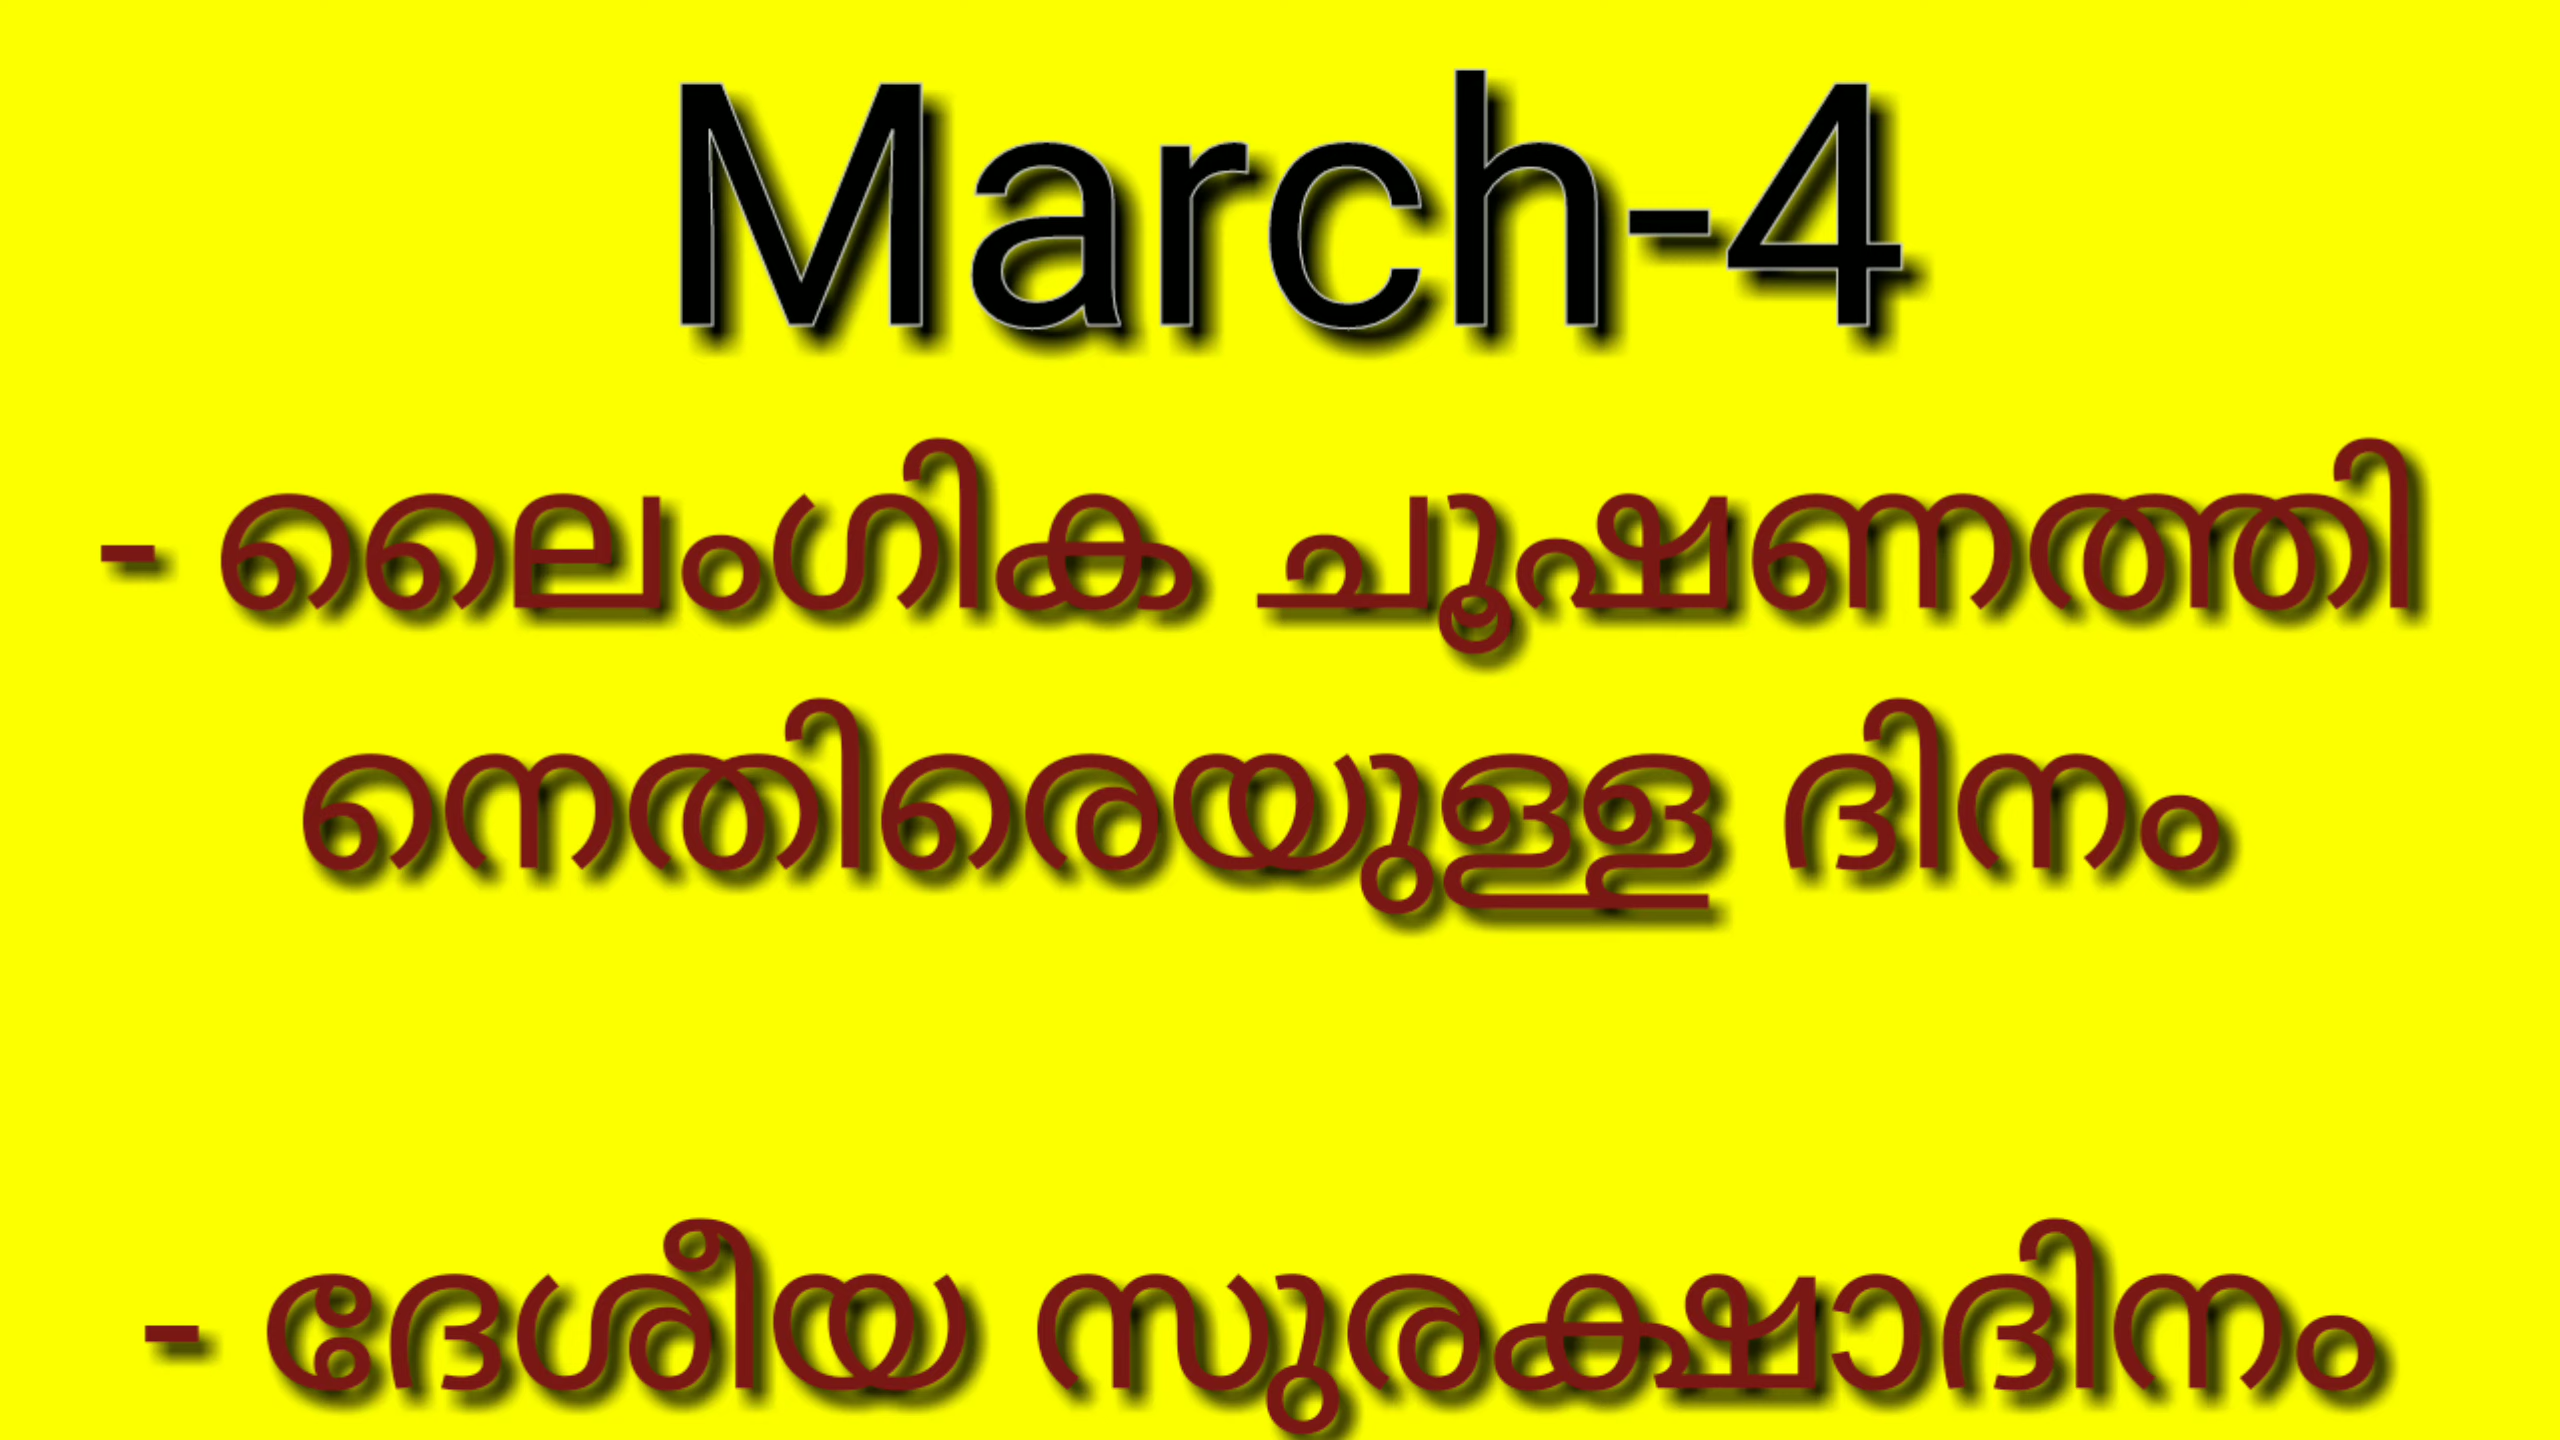 March-4
- ലൈംഗിക ചൂഷണത്തി
നെതിരെയുള്ള ദിനം
- ദേശീയ സുരക്ഷാദിനം